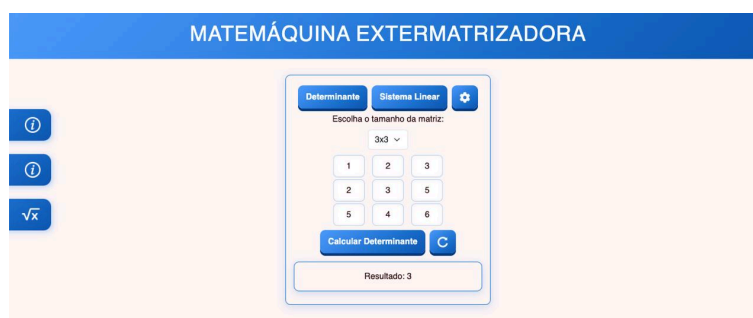 MATEMÁQUINA EXTERMATRIZADORA
Determinante Sistema Linear
Escolha o tamanho da matriz:
3x3
1 2 3
2 3 5
5 4 6
Calcular Determinante
Resultado: 3
i
i
√x